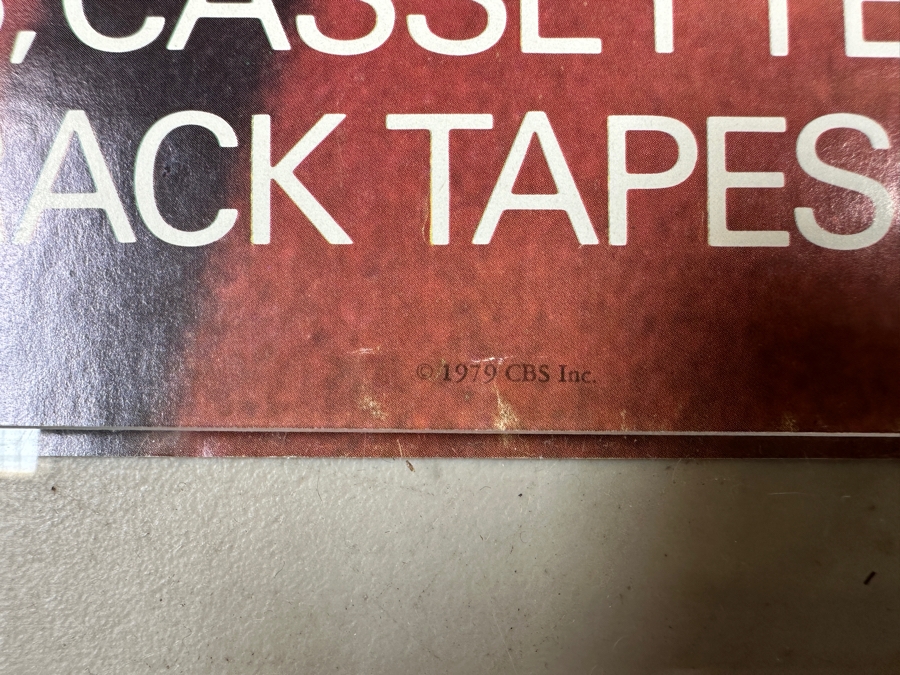 , CASSETTE
ACK TAPES
© 1979 CBS Inc.